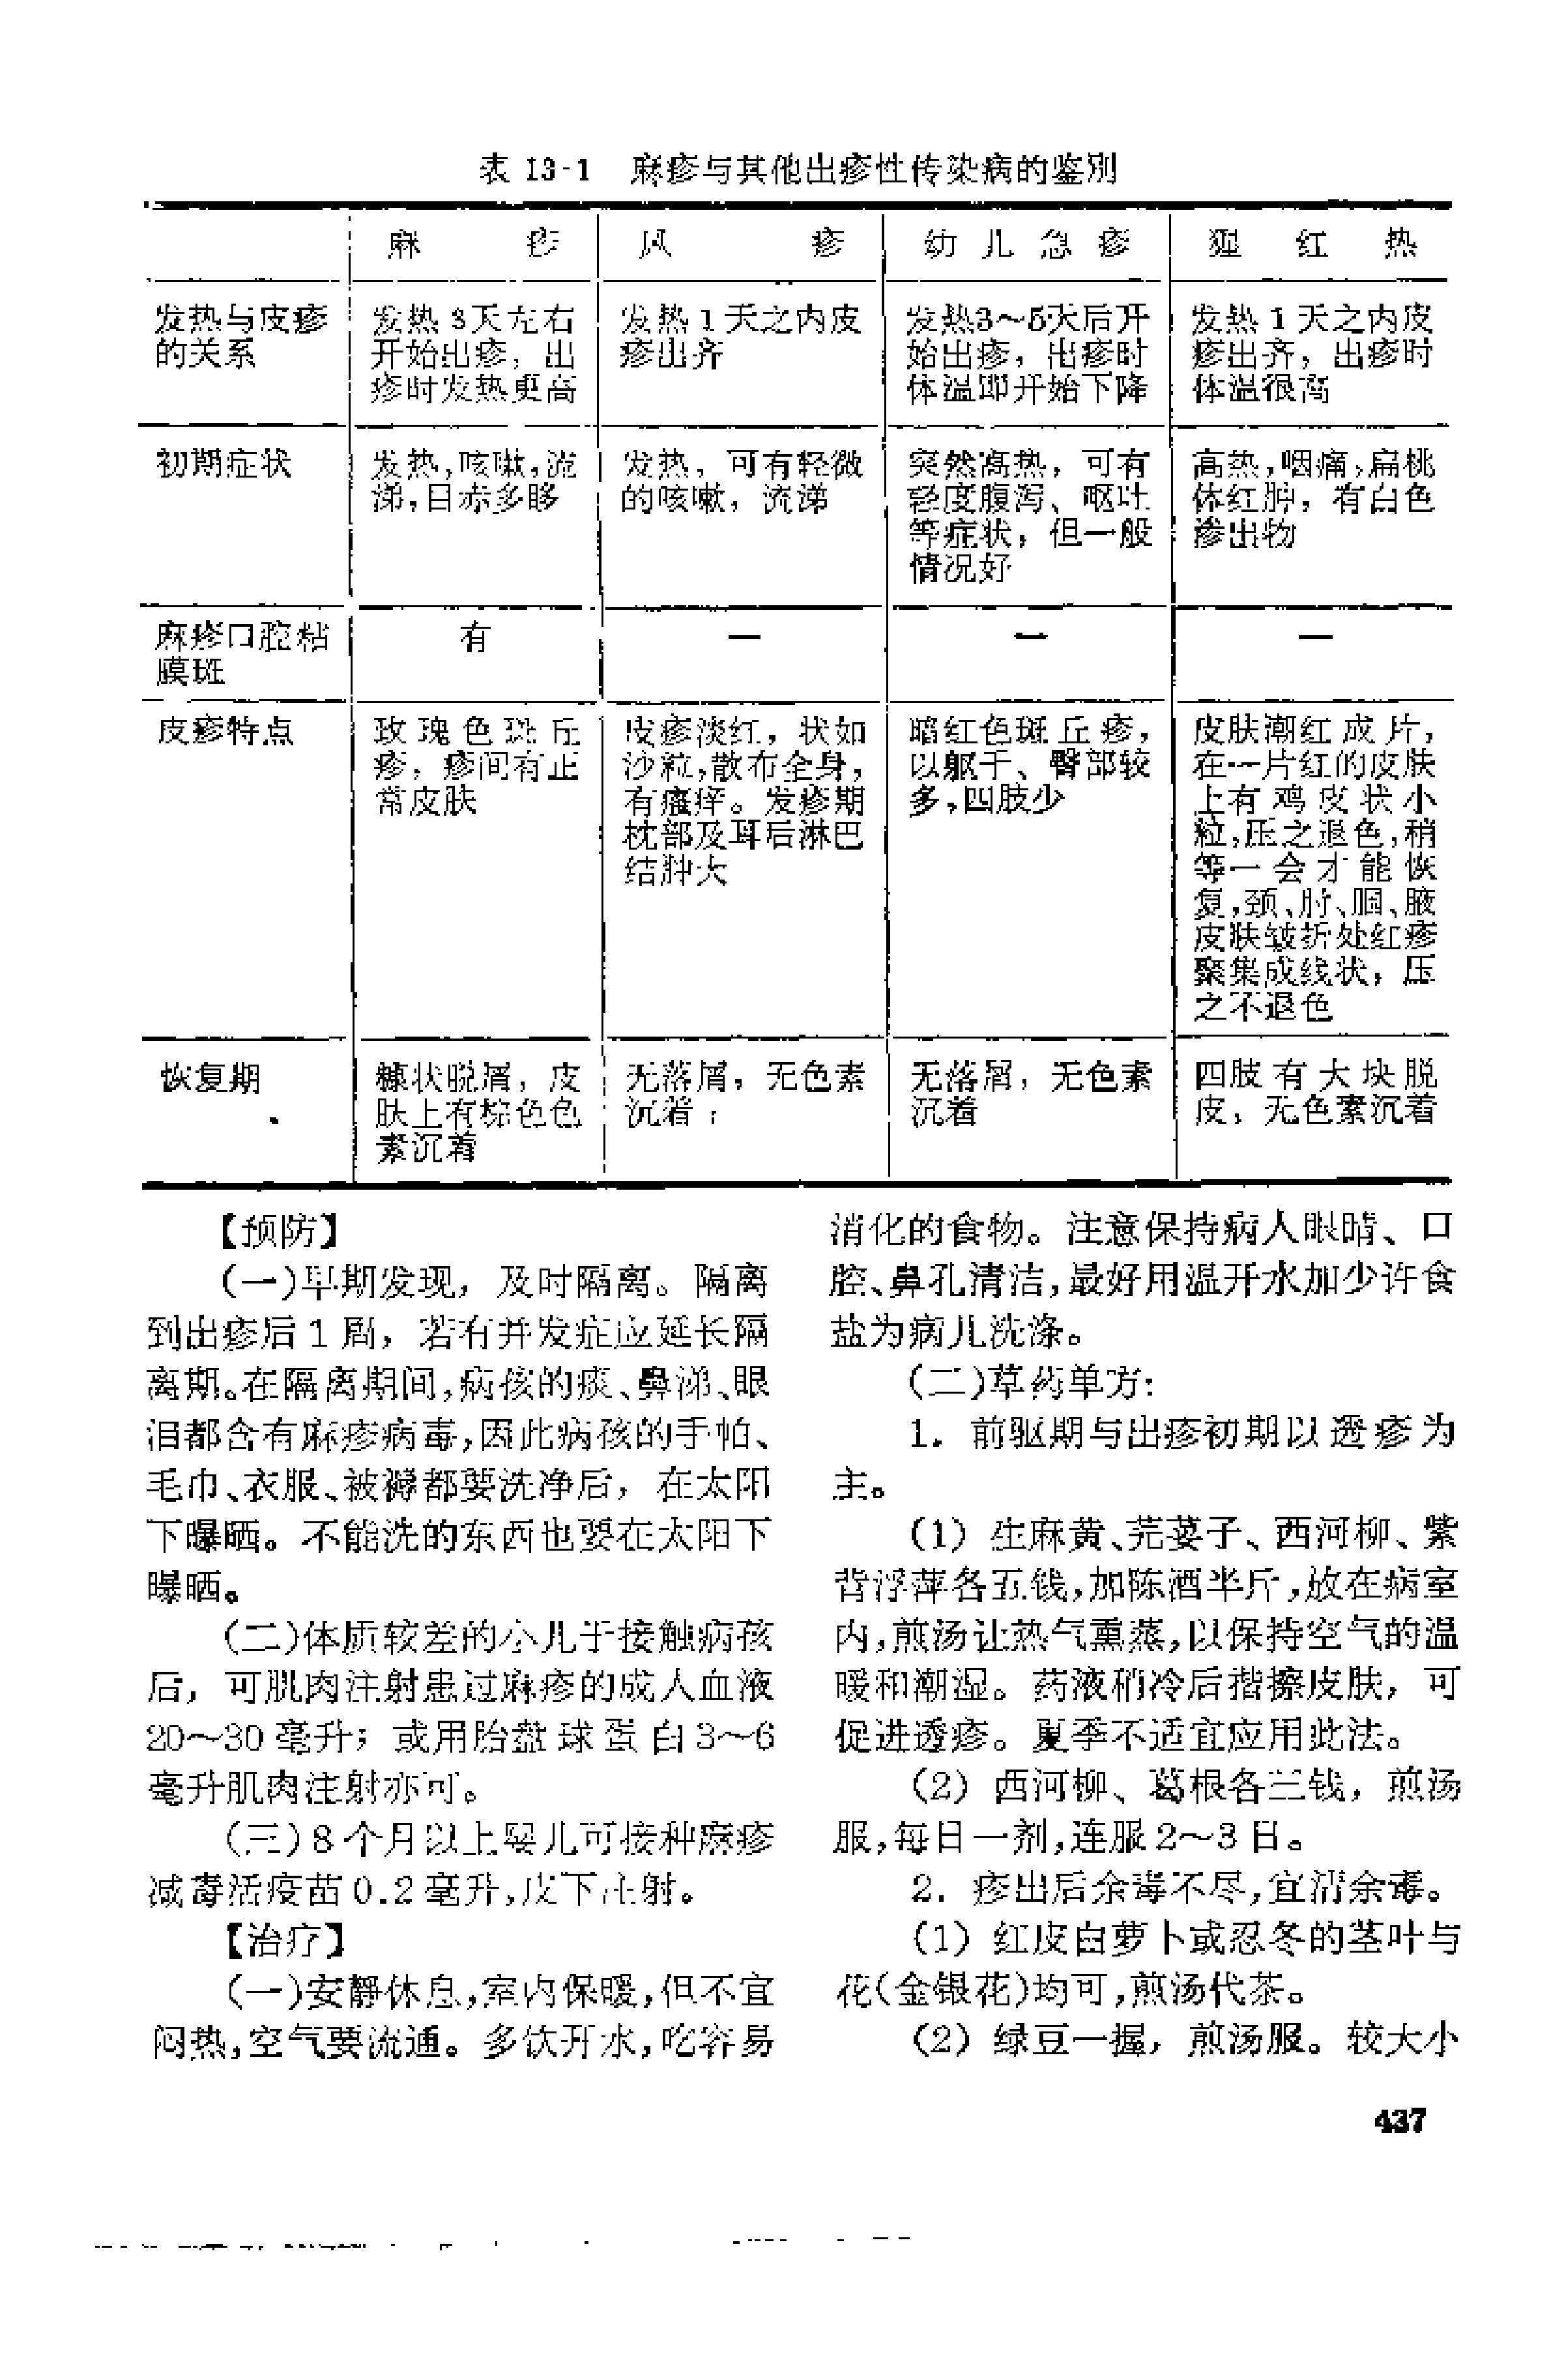 表 13-1 麻疹与其他出疹性传染病的鉴别
麻 疹 风 疹 幼儿急疹 猩红热
发热与皮疹
的关系
发热3天左右
开始出疹，出
疹时发热更高
发热1天之内皮
疹出齐
发热3～5天后开
始出疹，出疹时
体温即开始下降
发热1天之内皮
疹出齐，出疹时
体温很高
初期症状
发热,咳嗽,流
涕,目赤多眵
发热，可有轻微
的咳嗽，流涕
突然高热，可有
轻度腹泻、呕吐
等症状，但一般
情况好
高热,咽痛,扁桃
体红肿，有白色
渗出物
麻疹口腔粘
膜斑
有
—
—
—
皮疹特点
玫瑰色斑丘
疹，疹间有正
常皮肤
皮疹淡红，状如
沙粒,散布全身，
有瘙痒。发疹期
枕部及耳后淋巴
结肿大
暗红色斑丘疹，
以躯干、臀部较
多,四肢少
皮肤潮红成片，
在一片红的皮肤
上有鸡皮状小
粒,压之退色,稍
等一会才能恢
复,颈、肘、腘、腋
皮肤皱折处红疹
聚集成线状，压
之不退色
恢复期
糠状脱屑，皮
肤上有棕色色
素沉着
无落屑，无色素
沉着
无落屑，无色素
沉着
四肢有大块脱
皮，无色素沉着
【预防】
(一)早期发现，及时隔离。隔离
到出疹后1周，若有并发症应延长隔
离期。在隔离期间,病孩的痰、鼻涕、眼
泪都含有麻疹病毒,因此病孩的手帕、
毛巾、衣服、被褥都要洗净后，在太阳
下曝晒。不能洗的东西也要在太阳下
曝晒。
(二)体质较差的小儿于接触病孩
后，可肌肉注射患过麻疹的成人血液
20～30毫升；或用胎盘球蛋白3～6
毫升肌肉注射亦可。
(三)8个月以上婴儿可接种麻疹
减毒活疫苗0.2毫升,皮下注射。
【治疗】
(一)安静休息,室内保暖,但不宜
闷热,空气要流通。多饮开水,吃容易
消化的食物。注意保持病人眼睛、口
腔、鼻孔清洁,最好用温开水加少许食
盐为病儿洗涤。
(二)草药单方:
1. 前驱期与出疹初期以透疹为
主。
(1) 生麻黄、芫荽子、西河柳、紫
背浮萍各五钱,加陈酒半斤,放在病室
内,煎汤让热气熏蒸,以保持空气的温
暖和潮湿。药液稍冷后揩擦皮肤，可
促进透疹。夏季不适宜应用此法。
(2) 西河柳、葛根各三钱，煎汤
服,每日一剂,连服2～3日。
2. 疹出后余毒不尽,宜清余毒。
(1) 红皮白萝卜或忍冬的茎叶与
花(金银花)均可,煎汤代茶。
(2) 绿豆一握，煎汤服。较大小
437